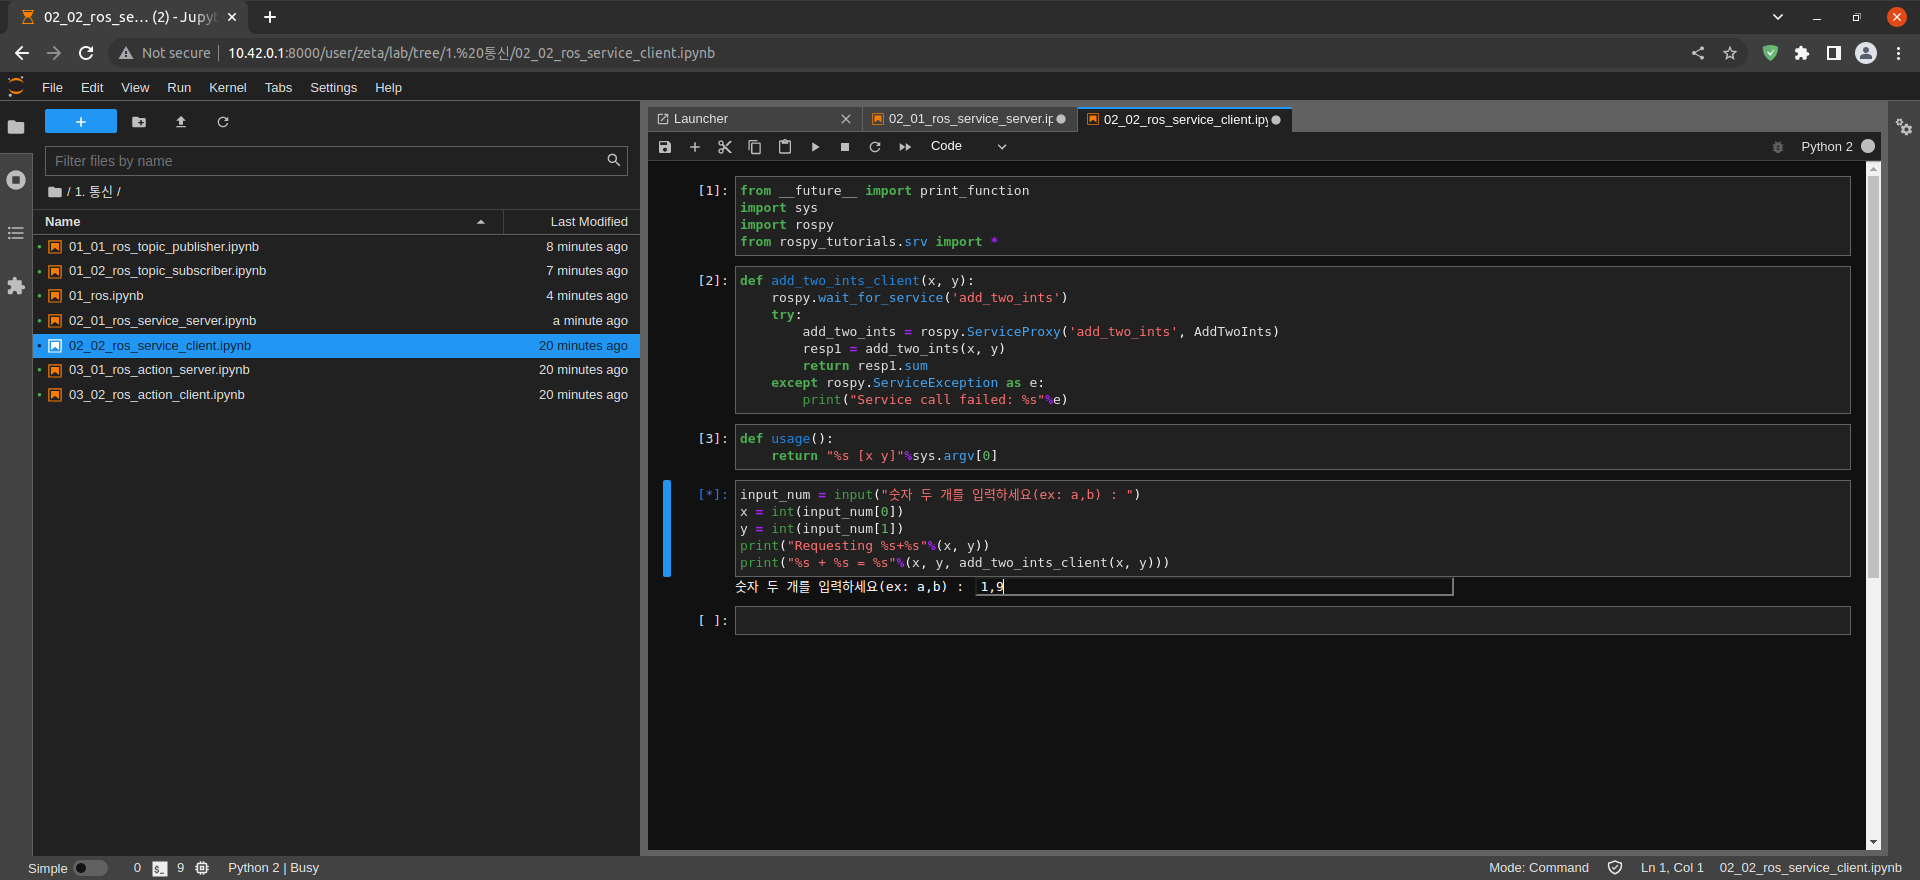 02_02_ros_se… (2) - Jupyt
Not secure 10.42.0.1:8000/user/zeta/lab/tree/1.%20통신/02_02_ros_service_client.ipynb
File Edit View Run Kernel Tabs Settings Help
Filter files by name
/ 1. 통신 /
Name Last Modified
01_01_ros_topic_publisher.ipynb 8 minutes ago
01_02_ros_topic_subscriber.ipynb 7 minutes ago
01_ros.ipynb 4 minutes ago
02_01_ros_service_server.ipynb a minute ago
02_02_ros_service_client.ipynb 20 minutes ago
03_01_ros_action_server.ipynb 20 minutes ago
03_02_ros_action_client.ipynb 20 minutes ago
Launcher 02_01_ros_service_server.ip 02_02_ros_service_client.ipy
Code Python 2
[1]: from __future__ import print_function
import sys
import rospy
from rospy_tutorials.srv import *
[2]: def add_two_ints_client(x, y):
rospy.wait_for_service('add_two_ints')
try:
add_two_ints = rospy.ServiceProxy('add_two_ints', AddTwoInts)
resp1 = add_two_ints(x, y)
return resp1.sum
except rospy.ServiceException as e:
print("Service call failed: %s"%e)
[3]: def usage():
return "%s [x y]"%sys.argv[0]
[*]: input_num = input("숫자 두 개를 입력하세요(ex: a,b) : ")
x = int(input_num[0])
y = int(input_num[1])
print("Requesting %s+%s"%(x, y))
print("%s + %s = %s"%(x, y, add_two_ints_client(x, y)))
숫자 두 개를 입력하세요(ex: a,b) : 1,9
[ ]:
Simple 0 9 Python 2 | Busy Mode: Command Ln 1, Col 1 02_02_ros_service_client.ipynb